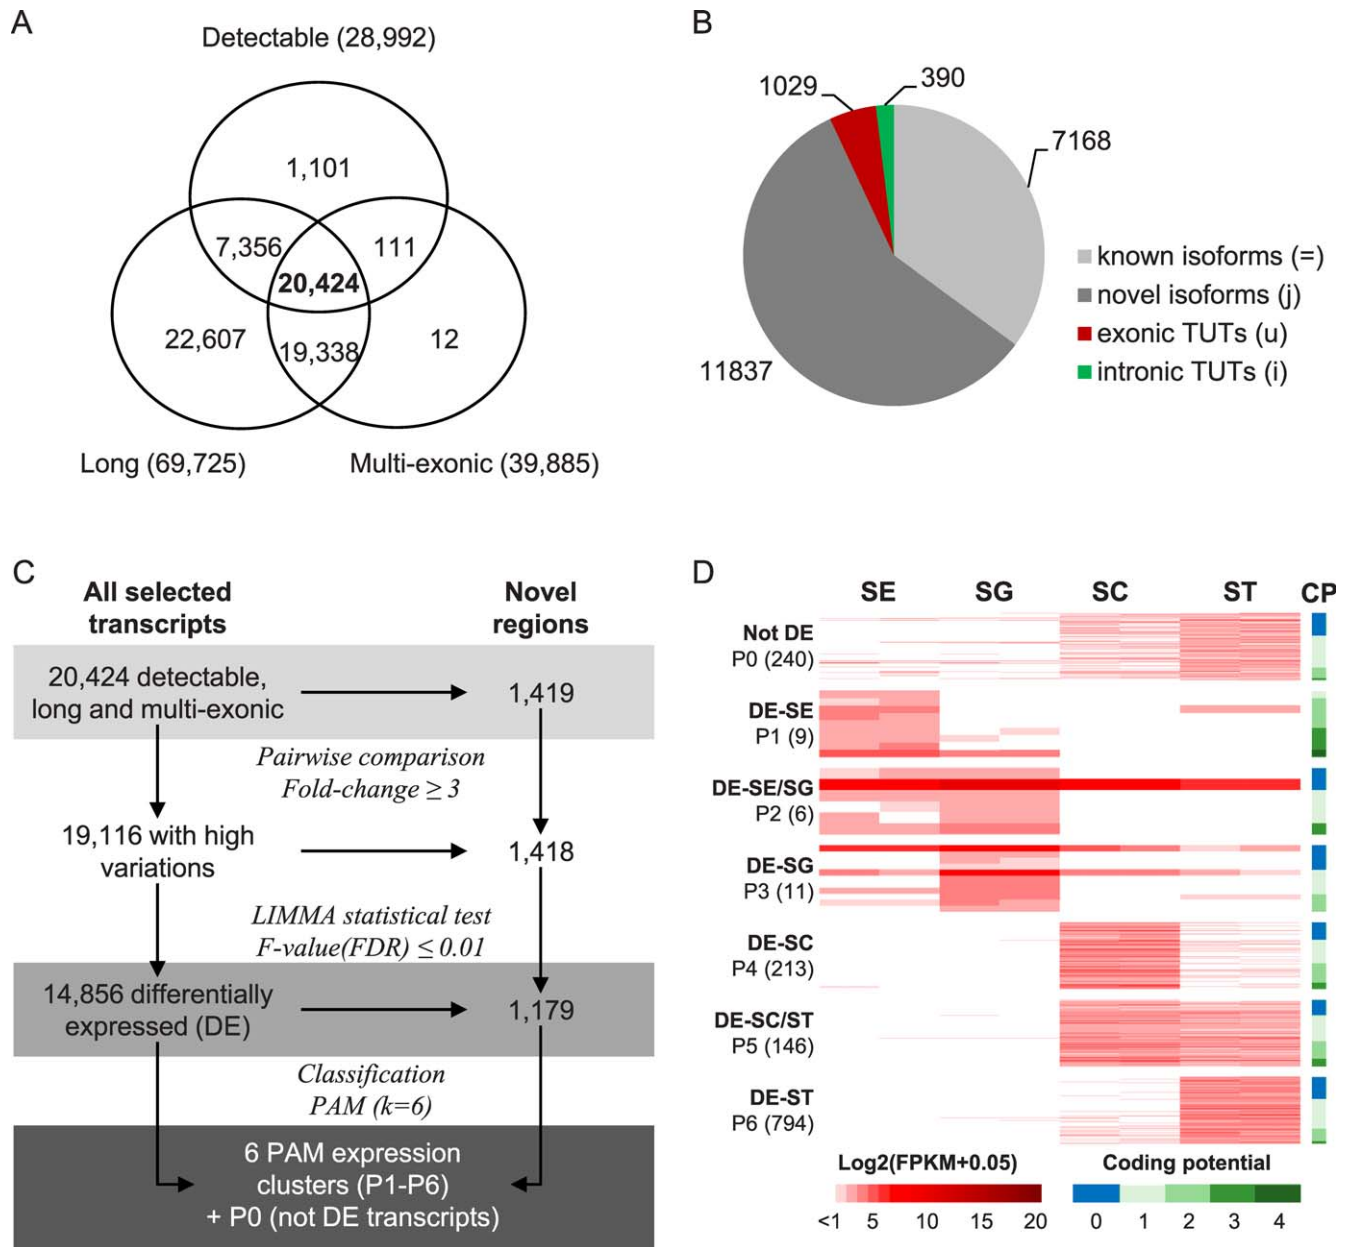 A
Detectable (28,992)
1,101
7,356
111
20,424
22,607
19,338
12
Long (69,725)
Multi-exonic (39,885)
B
1029
390
7168
11837
known isoforms (=)
novel isoforms (j)
exonic TUTs (u)
intronic TUTs (i)
C
All selected
transcripts
Novel
regions
20,424 detectable,
long and multi-exonic
1,419
Pairwise comparison
Fold-change ≥ 3
19,116 with high
variations
1,418
LIMMA statistical test
F-value(FDR) ≤ 0.01
14,856 differentially
expressed (DE)
1,179
Classification
PAM (k=6)
6 PAM expression
clusters (P1-P6)
+ P0 (not DE transcripts)
D
SE SG SC ST CP
Not DE
P0 (240)
DE-SE
P1 (9)
DE-SE/SG
P2 (6)
DE-SG
P3 (11)
DE-SC
P4 (213)
DE-SC/ST
P5 (146)
DE-ST
P6 (794)
Log2(FPKM+0.05)
<1 5 10 15 20
Coding potential
0 1 2 3 4